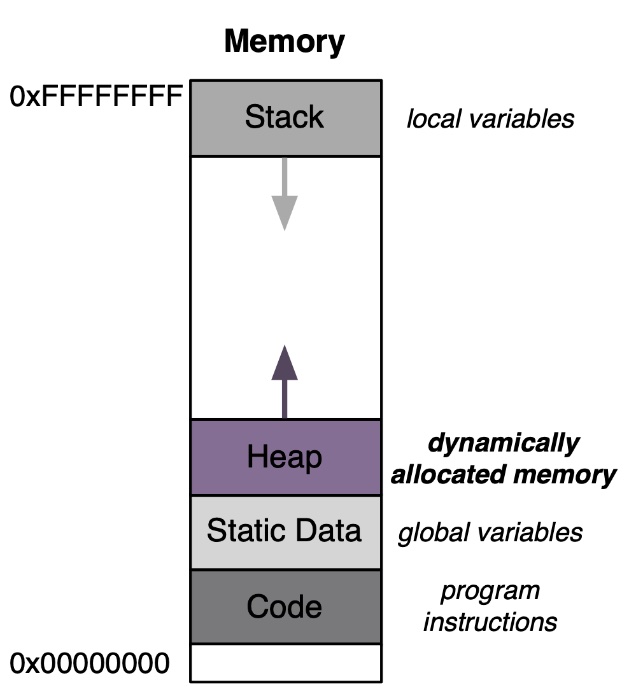 Memory
0xFFFFFFFF
Stack
local variables
Heap
dynamically
allocated memory
Static Data
global variables
Code
program
instructions
0x00000000